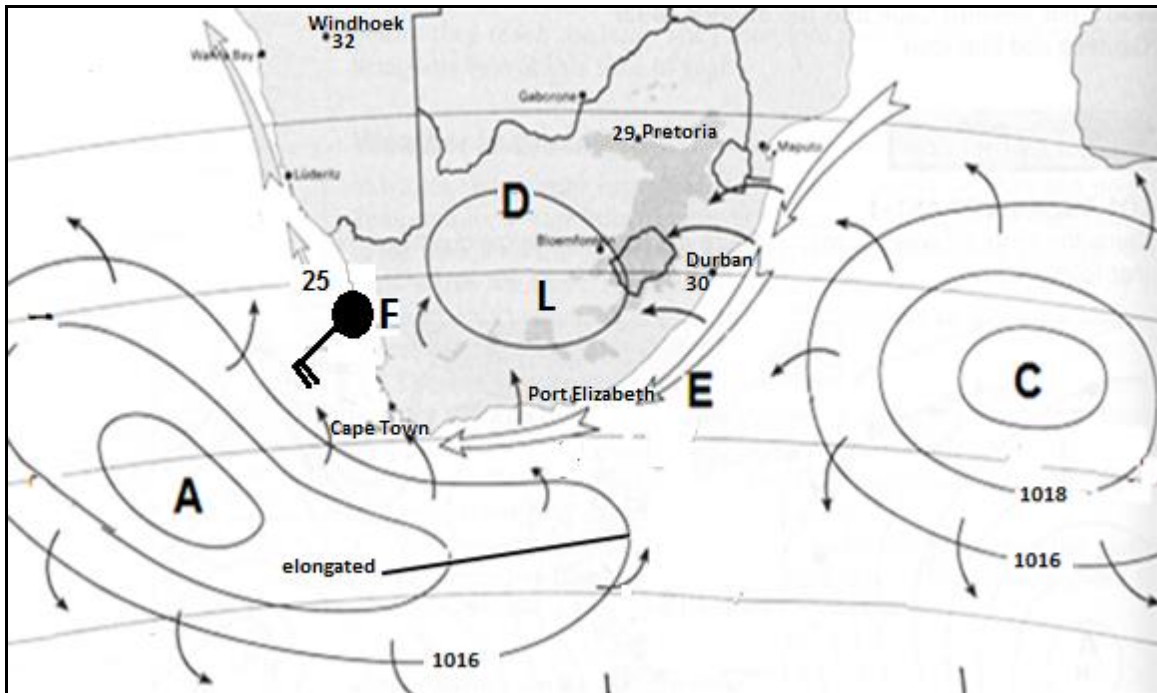 Windhoek
32
Walvis Bay
Gaborone
29 Pretoria
Maputo
Lüderitz
D
Bloemfontein
Durban
30
25
F
L
E
C
Port Elizabeth
Cape Town
A
1018
1016
elongated
1016